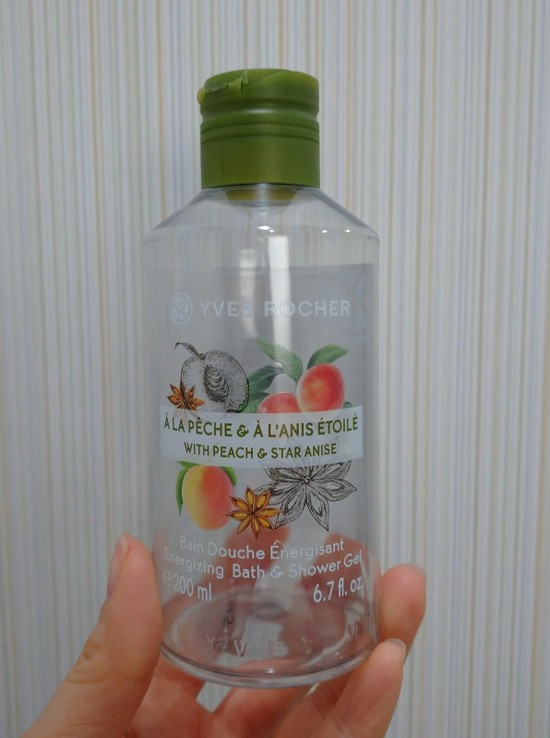 YVES ROCHER
À LA PÊCHE & À L'ANIS ÉTOILÉ
WITH PEACH & STAR ANISE
Bain Douche Énergisant
Energizing Bath & Shower Gel
℮200 ml 6.7 fl. oz